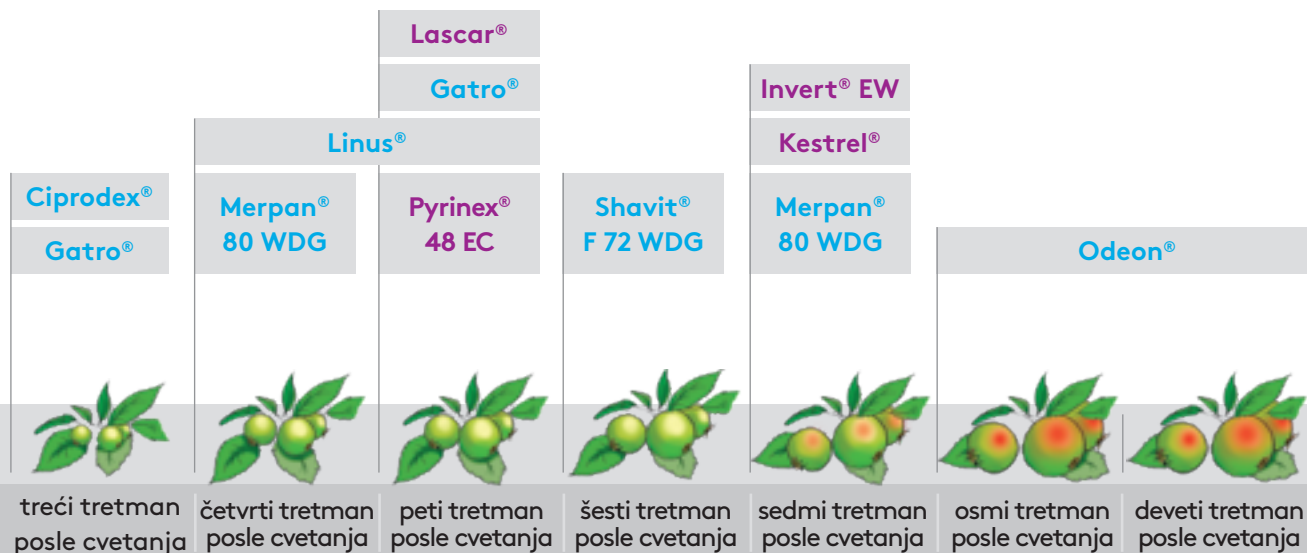 Lascar®
Gatro®
Invert® EW
Linus®
Kestrel®
Ciprodex®
Gatro®
Merpan®
80 WDG
Pyrinex®
48 EC
Shavit®
F 72 WDG
Merpan®
80 WDG
Odeon®
treći tretman
posle cvetanja
četvrti tretman
posle cvetanja
peti tretman
posle cvetanja
šesti tretman
posle cvetanja
sedmi tretman
posle cvetanja
osmi tretman
posle cvetanja
deveti tretman
posle cvetanja